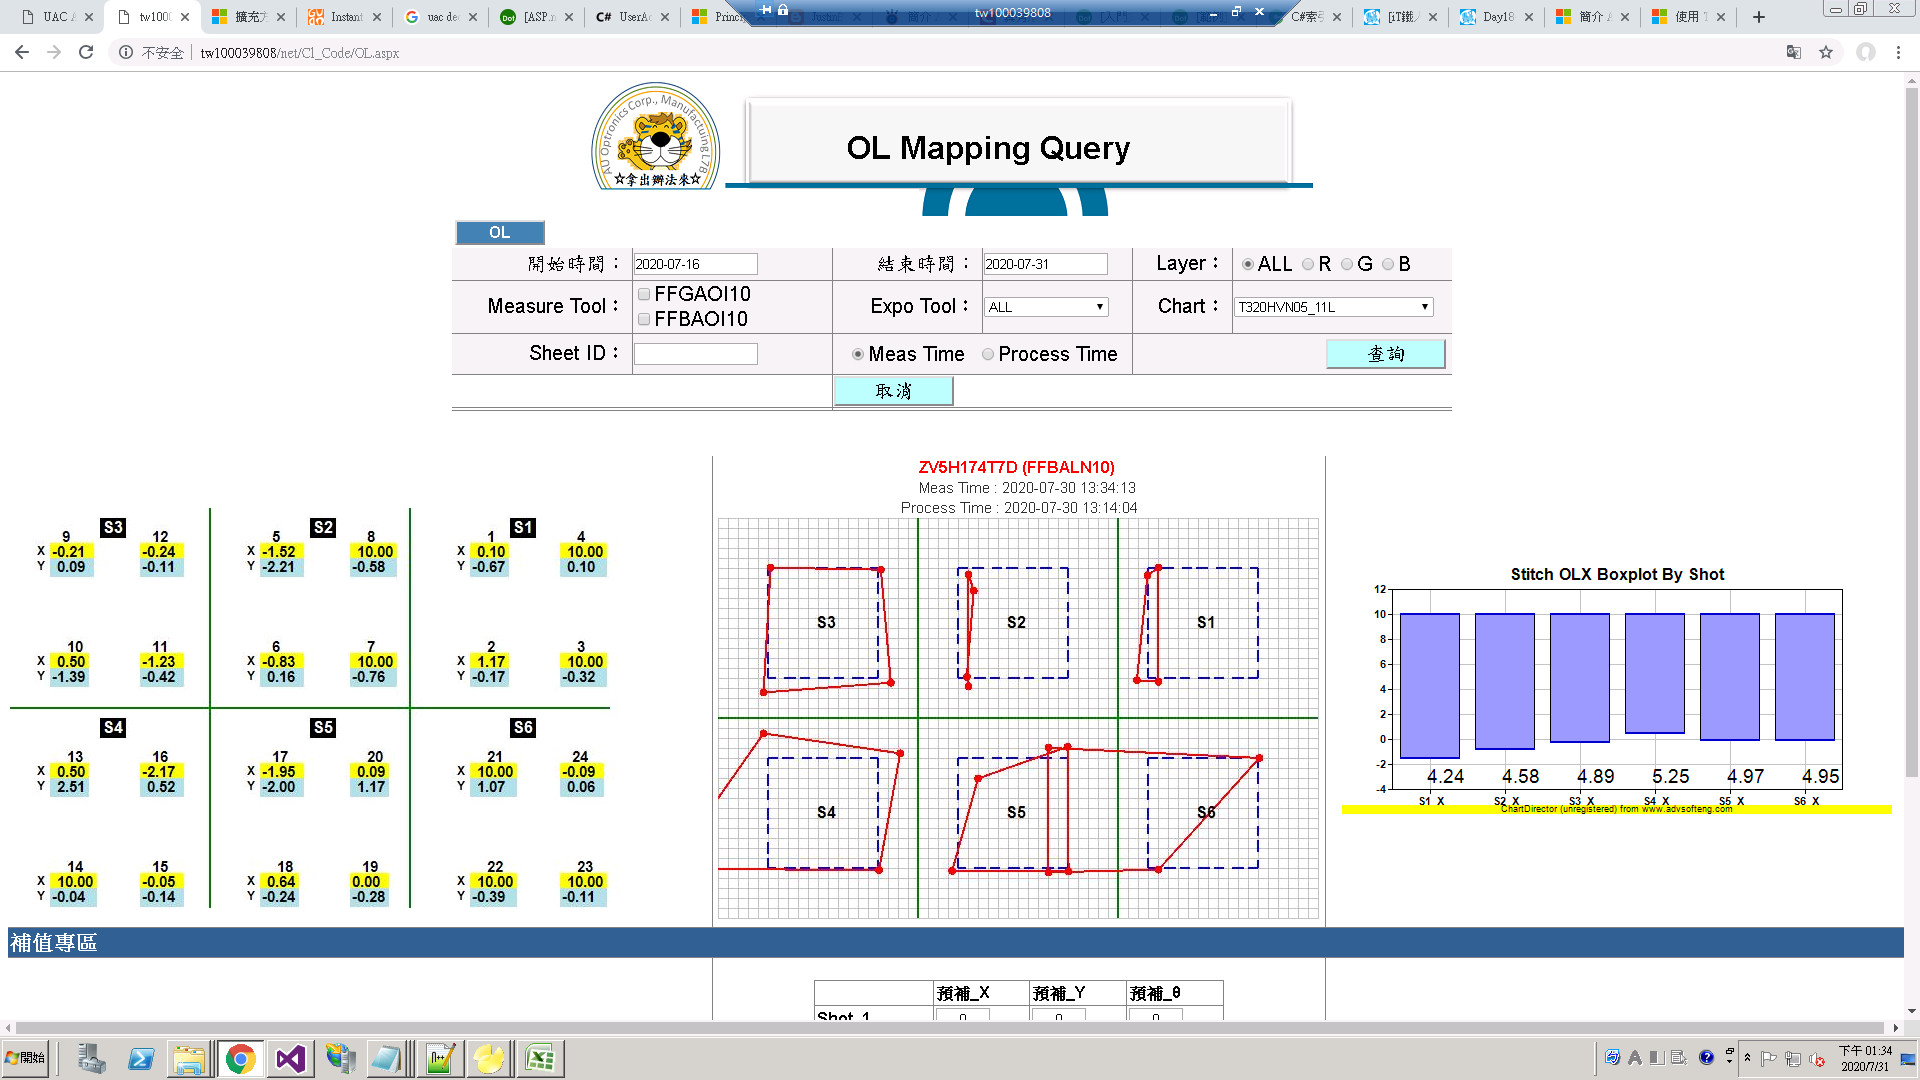 UAC A
tw100
擴充方
Instant
uac de
[ASP.n
C# UserA
Princi
tw100039808
C#索引
[iT鐵人
Day18
簡介 A
使用 T
不安全 tw100039808/net/Cl_Code/OL.aspx
AU Optronics Corp., Manufacturing L7B
☆拿出辦法來☆
OL Mapping Query
OL
開始時間： 2020-07-16 結束時間： 2020-07-31 Layer： ALL R G B
Measure Tool： FFGAOI10 FFBAOI10 Expo Tool： ALL Chart： T320HVN05_11L
Sheet ID： Meas Time Process Time 查詢
取消
ZV5H174T7D (FFBALN10)
Meas Time : 2020-07-30 13:34:13
Process Time : 2020-07-30 13:14:04
S3 S2 S1
9 12 5 8 1 4
X -0.21 -0.24 X -1.52 10.00 X 0.10 10.00
Y 0.09 -0.11 Y -2.21 -0.58 Y -0.67 0.10
10 11 6 7 2 3
X 0.50 -1.23 X -0.83 10.00 X 1.17 10.00
Y -1.39 -0.42 Y 0.16 -0.76 Y -0.17 -0.32
S4 S5 S6
13 16 17 20 21 24
X 0.50 -2.17 X -1.95 0.09 X 10.00 -0.09
Y 2.51 0.52 Y -2.00 1.17 Y 1.07 0.06
14 15 18 19 22 23
X 10.00 -0.05 X 0.64 0.00 X 10.00 10.00
Y -0.04 -0.14 Y -0.24 -0.28 Y -0.39 -0.11
S3 S2 S1
S4 S5 S6
Stitch OLX Boxplot By Shot
12
10
8
6
4
2
0
-2
-4
4.24 4.58 4.89 5.25 4.97 4.95
S1_X S2_X S3_X S4_X S5_X S6_X
ChartDirector (unregistered) from www.advsofteng.com
補值專區
預補_X 預補_Y 預補_θ
Shot_1 0 0 0
開始
下午 01:34
2020/7/31